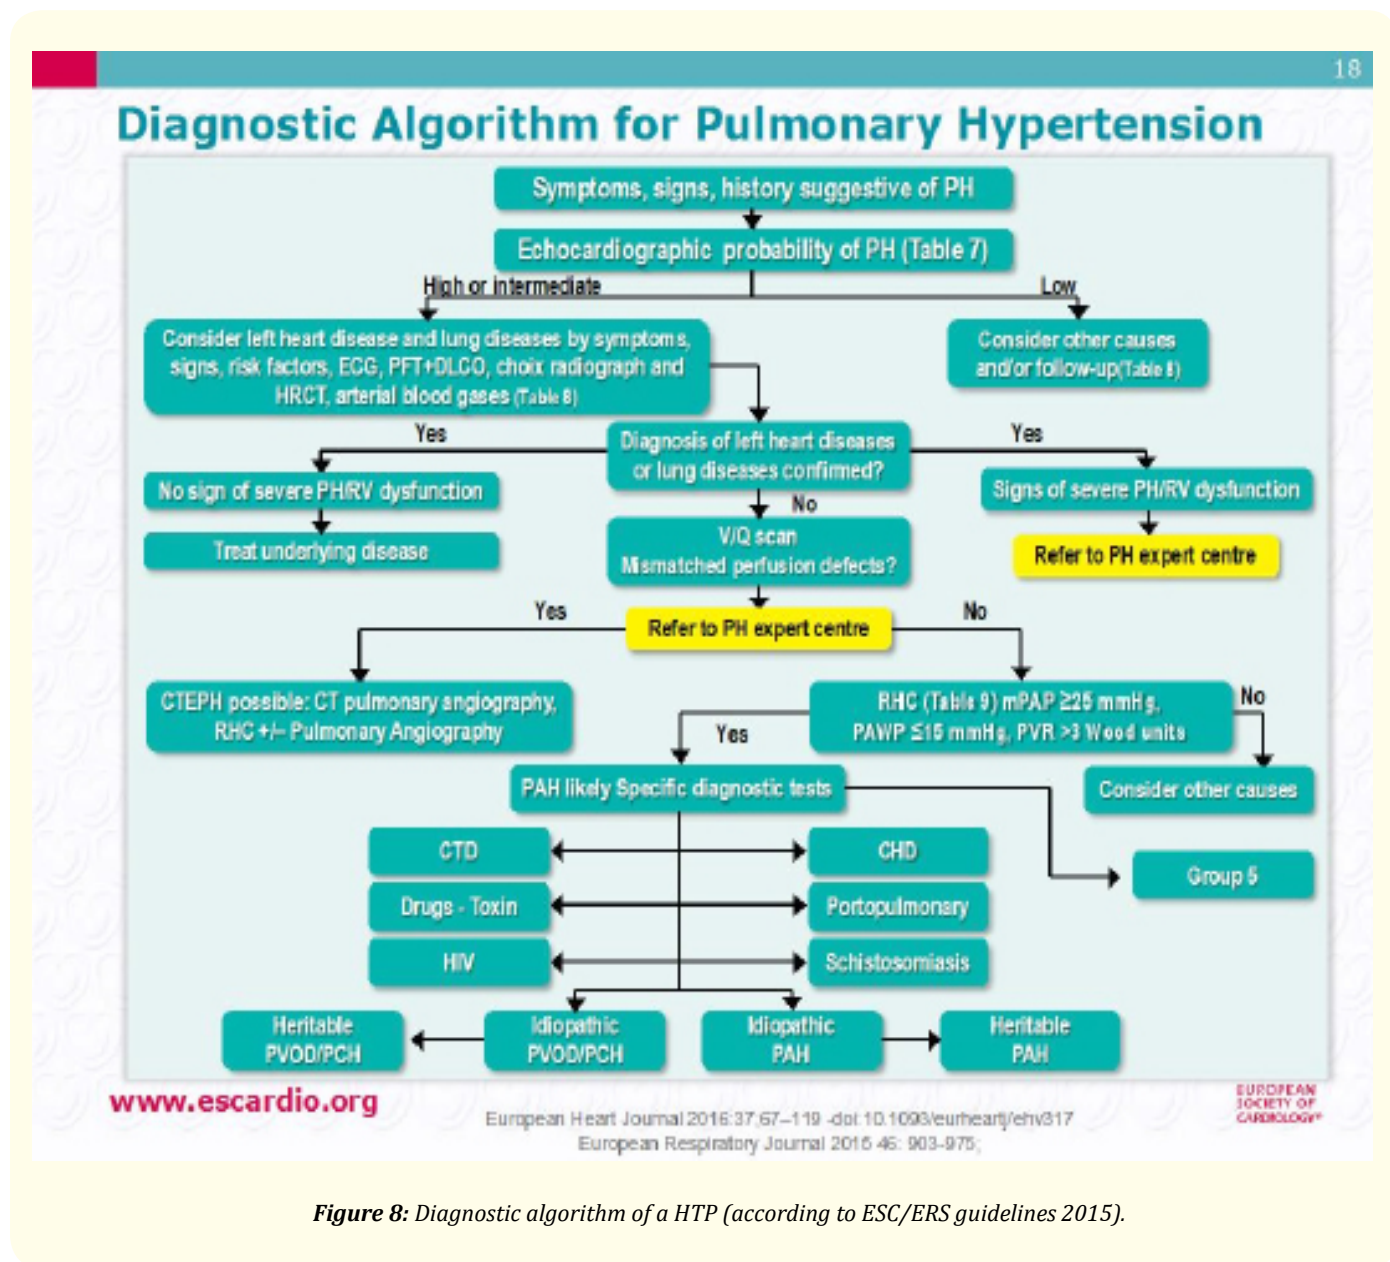 18
Diagnostic Algorithm for Pulmonary Hypertension
Symptoms, signs, history suggestive of PH
Echocardiographic probability of PH (Table 7)
High or intermediate
Low
Consider left heart disease and lung diseases by symptoms,
signs, risk factors, ECG, PFT+DLCO, choix radiograph and
HRCT, arterial blood gases (Table 8)
Consider other causes
and/or follow-up(Table 8)
Yes
Diagnosis of left heart diseases
or lung diseases confirmed?
Yes
No sign of severe PH/RV dysfunction
Signs of severe PH/RV dysfunction
No
Treat underlying disease
V/Q scan
Mismatched perfusion defects?
Refer to PH expert centre
Yes
Refer to PH expert centre
No
CTEPH possible: CT pulmonary angiography,
RHC +/– Pulmonary Angiography
RHC (Table 9) mPAP ≥25 mmHg,
PAWP ≤15 mmHg, PVR >3 Wood units
No
Yes
PAH likely Specific diagnostic tests
Consider other causes
CTD
CHD
Group 5
Drugs - Toxin
Portopulmonary
HIV
Schistosomiasis
Heritable
PVOD/PCH
Idiopathic
PVOD/PCH
Idiopathic
PAH
Heritable
PAH
www.escardio.org
EUROPEAN
SOCIETY OF
CARDIOLOGY®
European Heart Journal 2016:37;67–119 -doi:10.1093/eurheartj/ehv317
European Respiratory Journal 2015 46: 903-975;
Figure 8: Diagnostic algorithm of a HTP (according to ESC/ERS guidelines 2015).